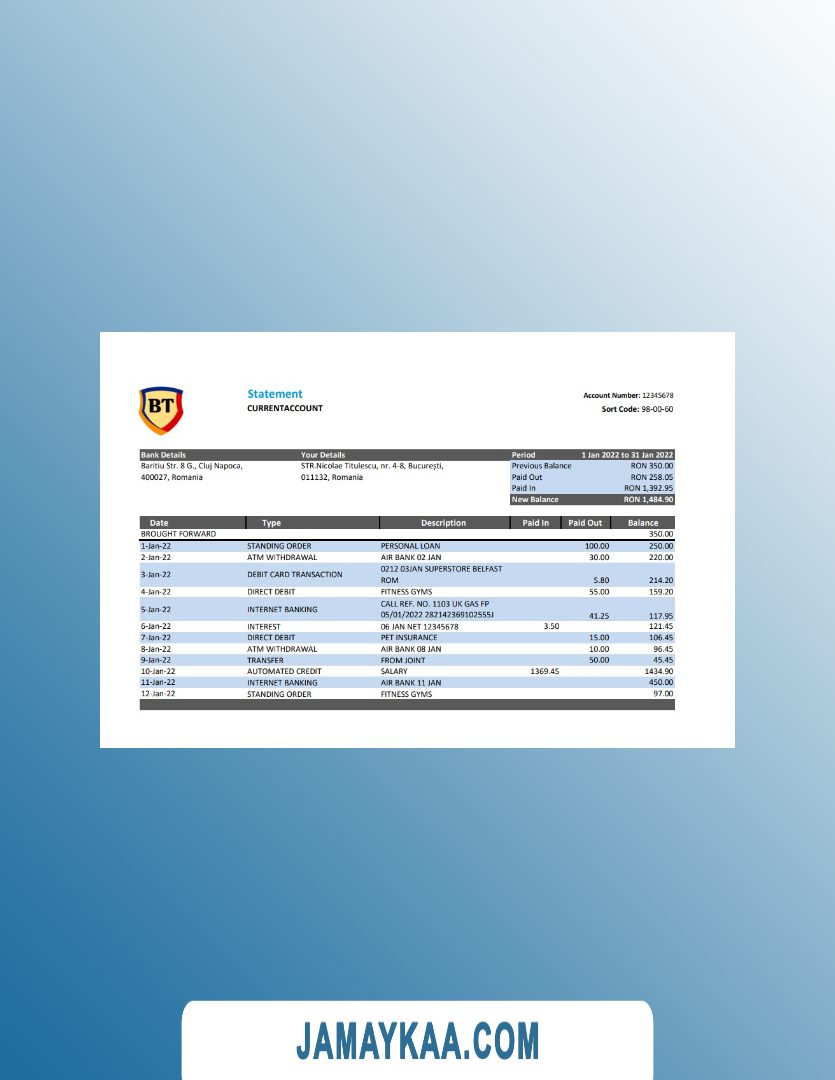 BT
Statement
CURRENTACCOUNT
Account Number: 12345678
Sort Code: 98-00-60
Bank Details Your Details Period 1 Jan 2022 to 31 Jan 2022
Baritiu Str. 8 G., Cluj Napoca, STR.Nicolae Titulescu, nr. 4-8, București, Previous Balance RON 350.00
400027, Romania 011132, Romania Paid Out RON 258.05
Paid In RON 1,392.95
New Balance RON 1,484.90
Date Type Description Paid In Paid Out Balance
BROUGHT FORWARD 350.00
1-Jan-22 STANDING ORDER PERSONAL LOAN 100.00 250.00
2-Jan-22 ATM WITHDRAWAL AIR BANK 02 JAN 30.00 220.00
3-Jan-22 DEBIT CARD TRANSACTION 0212 03JAN SUPERSTORE BELFAST
ROM 5.80 214.20
4-Jan-22 DIRECT DEBIT FITNESS GYMS 55.00 159.20
5-Jan-22 INTERNET BANKING CALL REF. NO. 1103 UK GAS FP
05/01/2022 282142369102555J 41.25 117.95
6-Jan-22 INTEREST 06 JAN NET 12345678 3.50 121.45
7-Jan-22 DIRECT DEBIT PET INSURANCE 15.00 106.45
8-Jan-22 ATM WITHDRAWAL AIR BANK 08 JAN 10.00 96.45
9-Jan-22 TRANSFER FROM JOINT 50.00 45.45
10-Jan-22 AUTOMATED CREDIT SALARY 1369.45 1434.90
11-Jan-22 INTERNET BANKING AIR BANK 11 JAN 450.00
12-Jan-22 STANDING ORDER FITNESS GYMS 97.00
JAMAYKAA.COM